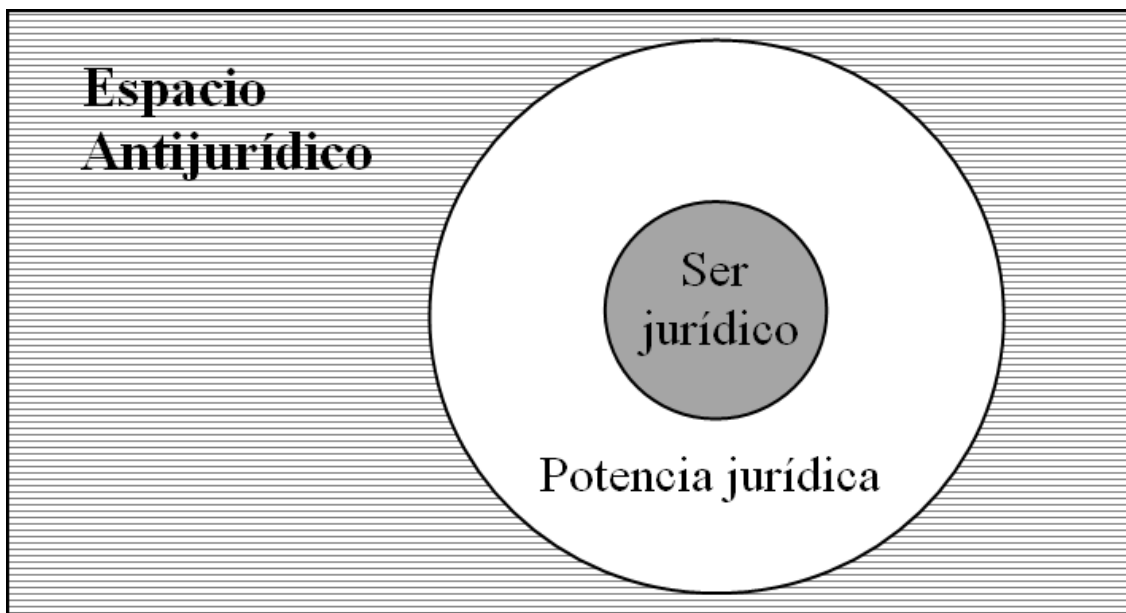 Espacio
Antijurídico
Ser
jurídico
Potencia jurídica